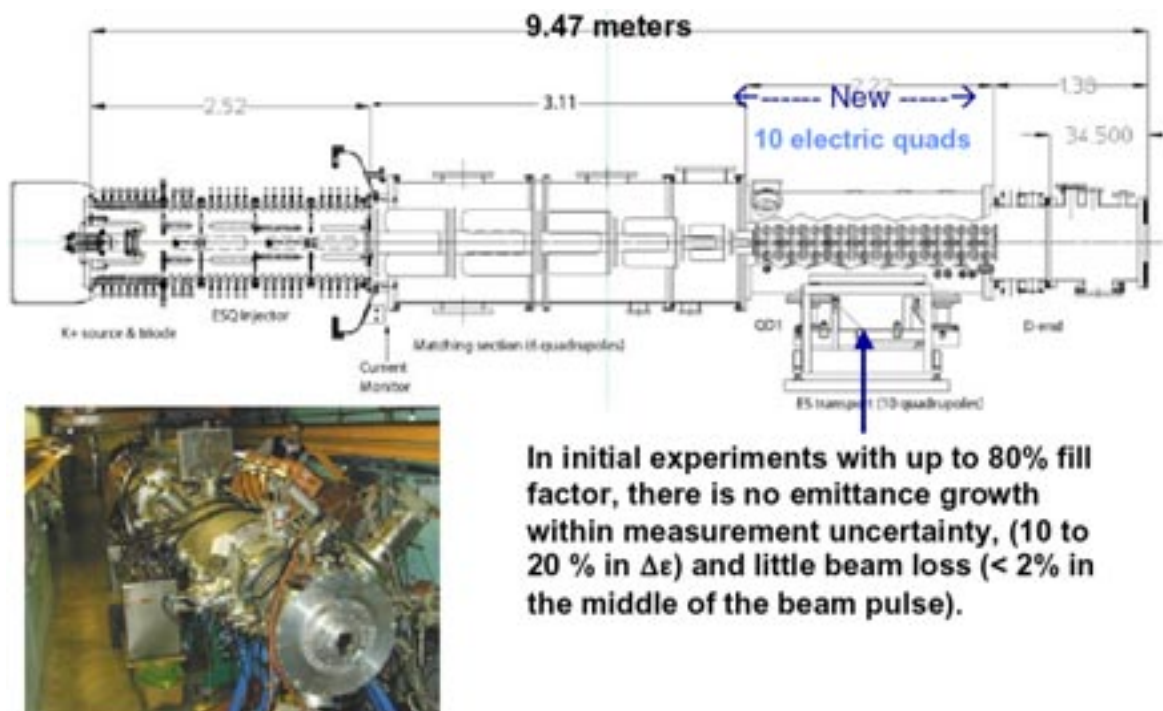 9.47 meters
2.52
3.11
2.27
1.38
<------ New ----->
10 electric quads
34.500
K+ source & triode
ESQ Injector
Current
Monitor
Matching section (6 quadrupoles)
QD1
D-end
ES transport (10 quadrupoles)
In initial experiments with up to 80% fill
factor, there is no emittance growth
within measurement uncertainty, (10 to
20 % in Δε) and little beam loss (< 2% in
the middle of the beam pulse).